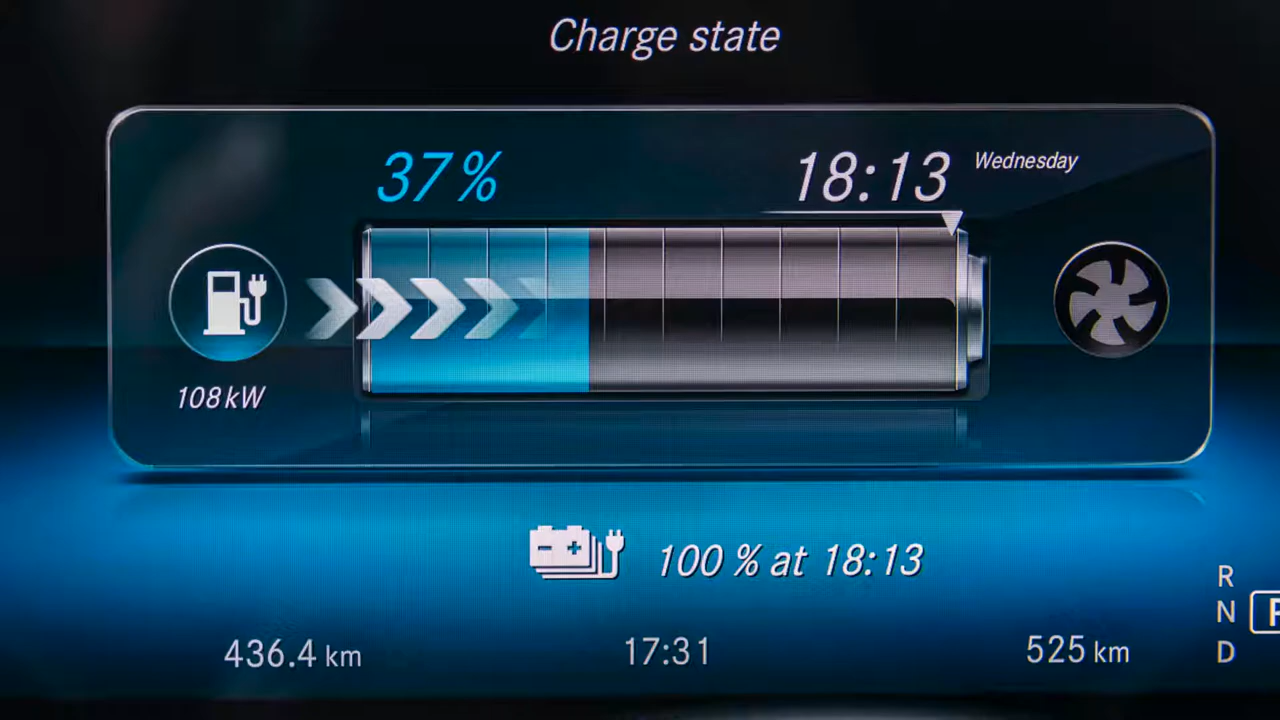 Charge state
37%
18:13 Wednesday
108 kW
100 % at 18:13
R
N P
D
436.4 km 17:31 525 km